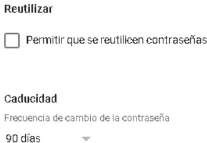 Reutilizar
Permitir que se reutilicen contraseñas
Caducidad
Frecuencia de cambio de la contraseña
90 días